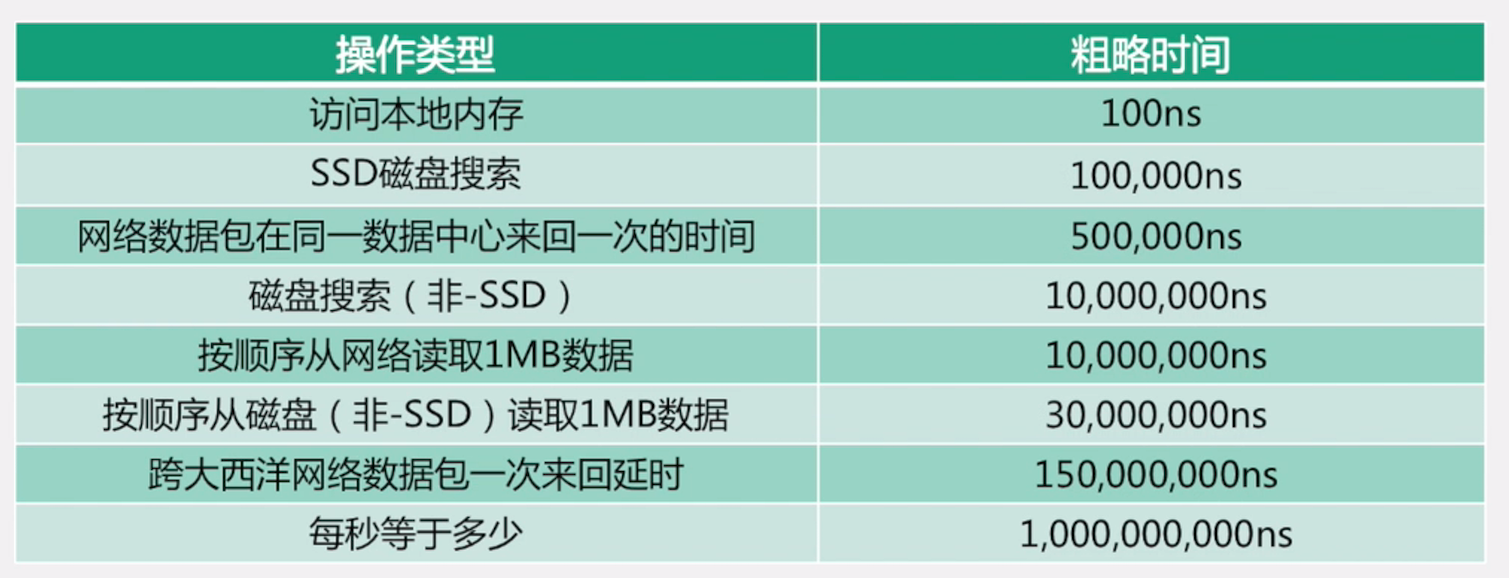 操作类型 粗略时间
访问本地内存 100ns
SSD磁盘搜索 100,000ns
网络数据包在同一数据中心来回一次的时间 500,000ns
磁盘搜索（非-SSD） 10,000,000ns
按顺序从网络读取1MB数据 10,000,000ns
按顺序从磁盘（非-SSD）读取1MB数据 30,000,000ns
跨大西洋网络数据包一次来回延时 150,000,000ns
每秒等于多少 1,000,000,000ns